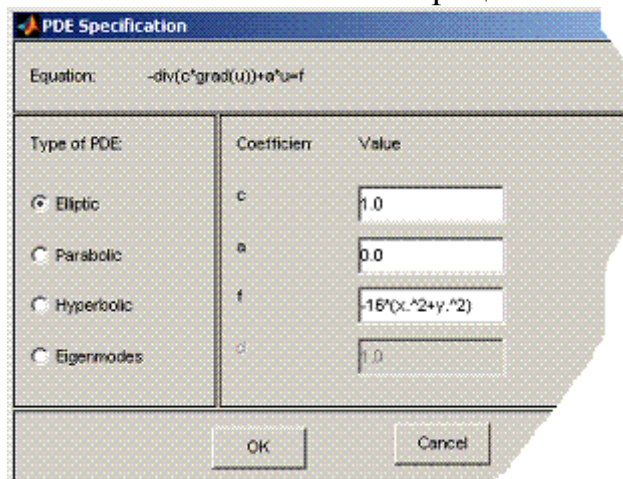 PDE Specification
Equation: -div(c*grad(u))+a*u=f
Type of PDE: Coefficien Value
Elliptic c 1.0
Parabolic a 0.0
Hyperbolic f -16*(x.^2+y.^2)
Eigenmodes d 1.0
OK Cancel